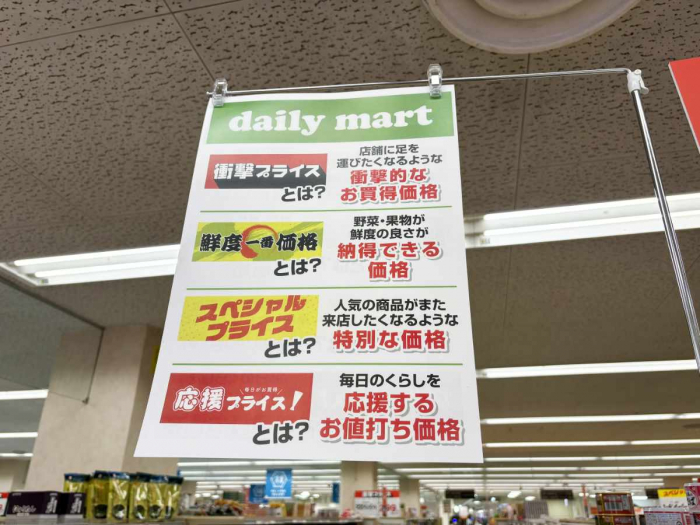 daily mart
衝撃プライス
とは?
店舗に足を
運びたくなるような
衝撃的な
お買得価格
鮮度一番価格
とは?
野菜・果物が
鮮度の良さが
納得できる
価格
スペシャル
プライス
とは?
人気の商品がまた
来店したくなるような
特別な価格
毎日がお買得
応援プライス!
とは?
毎日のくらしを
応援する
お値打ち価格